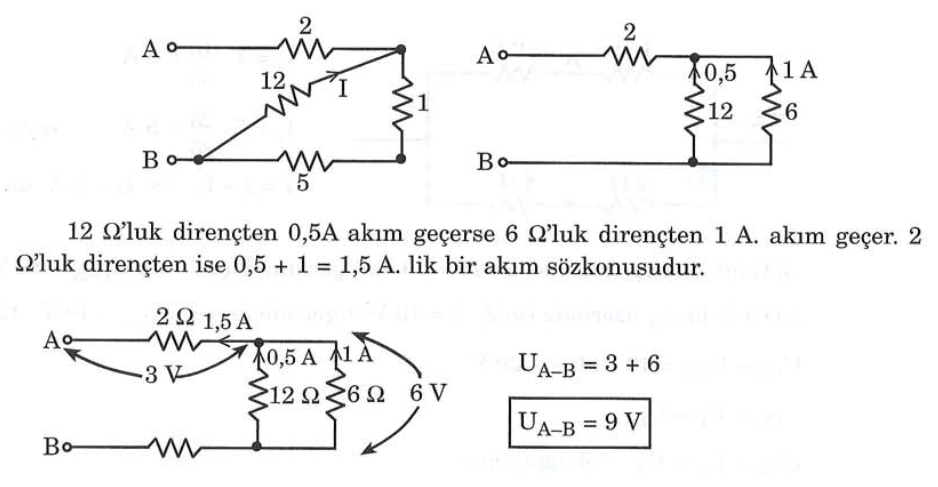 2
A
12
I
1
B
5
2
A
0,5
1 A
12
6
B
12 Ω’luk dirençten 0,5A akım geçerse 6 Ω’luk dirençten 1 A. akım geçer. 2
Ω’luk dirençten ise 0,5 + 1 = 1,5 A. lik bir akım sözkonusudur.
2 Ω 1,5 A
A
3 V
0,5 A 1 A
12 Ω 6 Ω 6 V
B
U_A–B = 3 + 6
U_A–B = 9 V